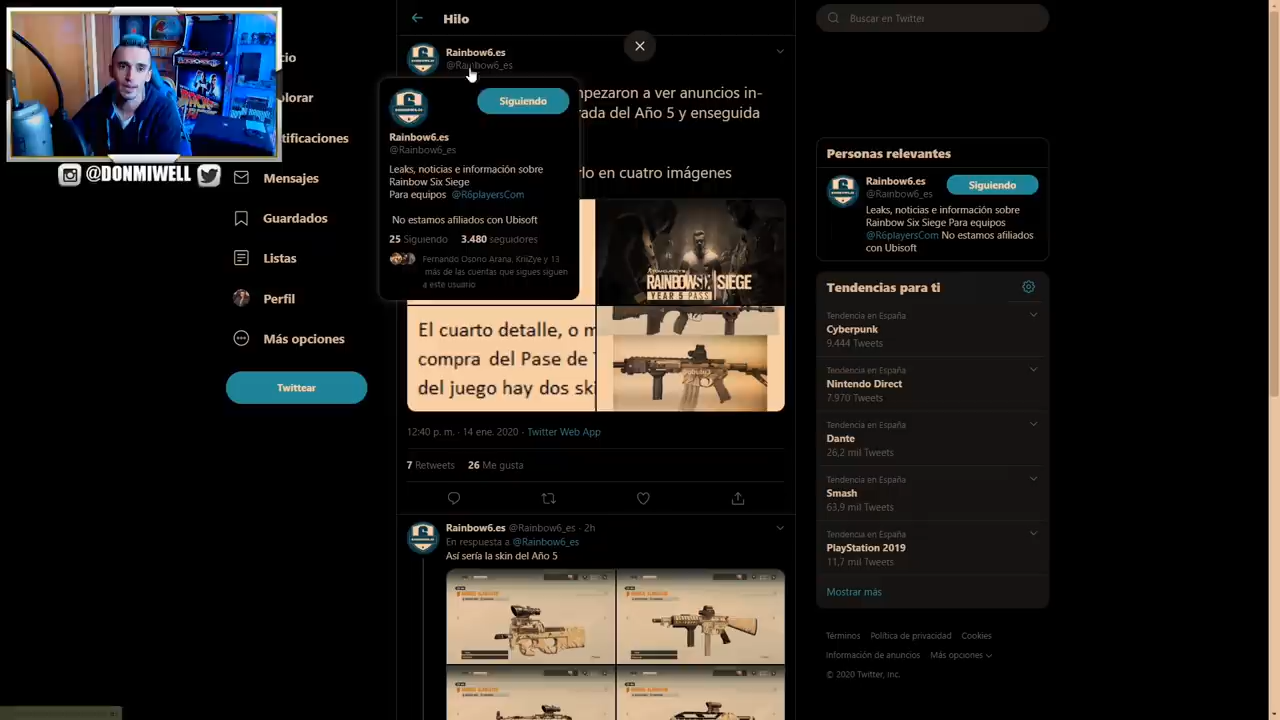 @DONMIWELL
icio
plorar
tificaciones
Mensajes
Guardados
Listas
Perfil
Más opciones
Twittear
Hilo
Rainbow6.es
@Rainbow6_es
mpezaron a ver anuncios in-
rada del Año 5 y enseguida
rlo en cuatro imágenes
Rainbow6.es
@Rainbow6_es
Siguiendo
Leaks, noticias e información sobre
Rainbow Six Siege
Para equipos @R6playersCom
No estamos afiliados con Ubisoft
25 Siguiendo 3.480 seguidores
Fernando Osono Arana, KriiZye y 13
más de las cuentas que sigues siguen
a este usuario
RAINBOW SIX SIEGE
YEAR 5 PASS
El cuarto detalle, o m
compra del Pase de T
del juego hay dos ski
12:40 p. m. · 14 ene. 2020 · Twitter Web App
7 Retweets 26 Me gusta
Rainbow6.es @Rainbow6_es · 2h
En respuesta a @Rainbow6_es
Así sería la skin del Año 5
Buscar en Twitter
Personas relevantes
Rainbow6.es
@Rainbow6_es
Siguiendo
Leaks, noticias e información sobre
Rainbow Six Siege Para equipos
@R6playersCom No estamos afiliados
con Ubisoft
Tendencias para ti
Tendencia en España
Cyberpunk
9.444 Tweets
Tendencia en España
Nintendo Direct
7.970 Tweets
Tendencia en España
Dante
26,2 mil Tweets
Tendencia en España
Smash
63,9 mil Tweets
Tendencia en España
PlayStation 2019
11,7 mil Tweets
Mostrar más
Términos Política de privacidad Cookies
Información de anuncios Más opciones
© 2020 Twitter, Inc.